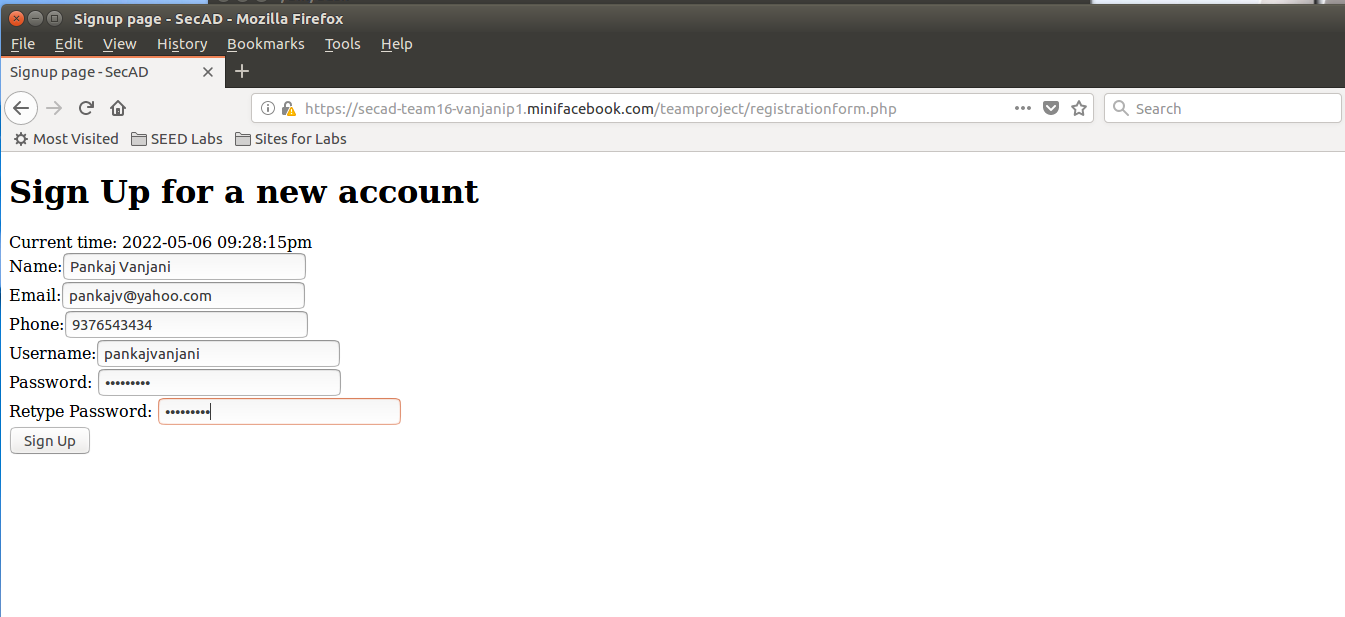 Signup page - SecAD - Mozilla Firefox
File Edit View History Bookmarks Tools Help
Signup page - SecAD
https://secad-team16-vanjanip1.minifacebook.com/teamproject/registrationform.php
Search
Most Visited SEED Labs Sites for Labs
Sign Up for a new account
Current time: 2022-05-06 09:28:15pm
Name: Pankaj Vanjani
Email: pankajv@yahoo.com
Phone: 9376543434
Username: pankajvanjani
Password: •••••••••
Retype Password: •••••••••
Sign Up